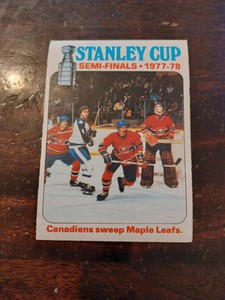 STANLEY CUP
SEMI-FINALS • 1977-78
Canadiens sweep Maple Leafs.